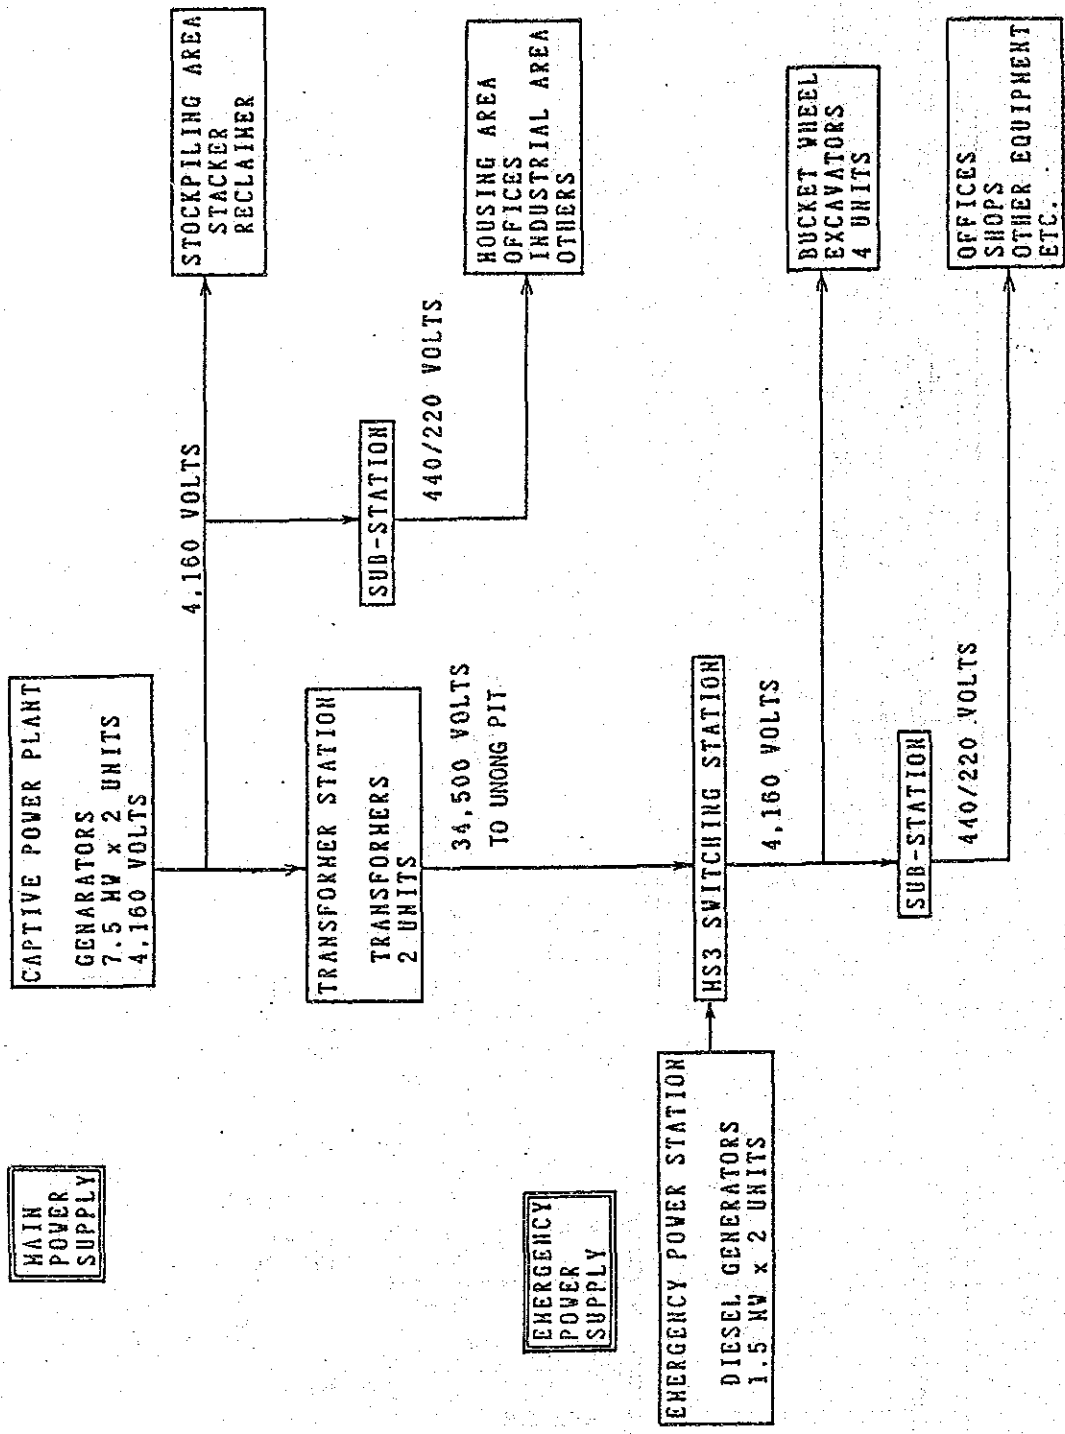 MAIN
POWER
SUPPLY
CAPTIVE POWER PLANT
GENARATORS
7.5 MW x 2 UNITS
4,160 VOLTS
4,160 VOLTS
STOCKPILING AREA
STACKER
RECLAIMER
TRANSFORMER STATION
TRANSFORMERS
2 UNITS
SUB-STATION
440/220 VOLTS
HOUSING AREA
OFFICES
INDUSTRIAL AREA
OTHERS
34,500 VOLTS
TO UNONG PIT
EMERGENCY
POWER
SUPPLY
EMERGENCY POWER STATION
DIESEL GENERATORS
1.5 MW x 2 UNITS
MS3 SWITCHING STATION
4,160 VOLTS
BUCKET WHEEL
EXCAVATORS
4 UNITS
SUB-STATION
440/220 VOLTS
OFFICES
SHOPS
OTHER EQUIPMENT
ETC.